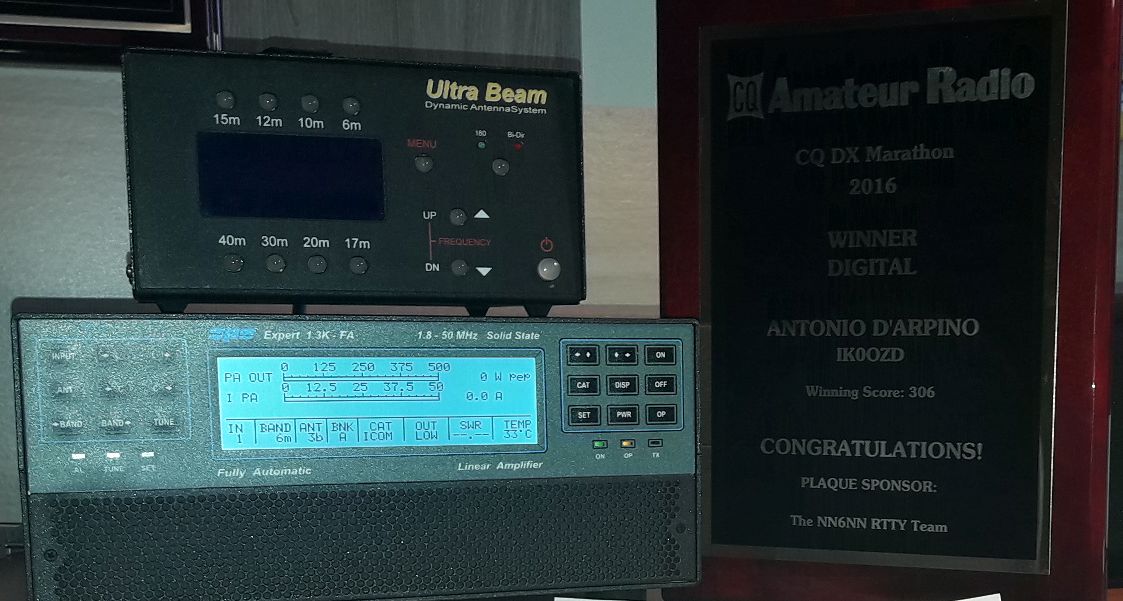 Ultra Beam
Dynamic AntennaSystem
15m 12m 10m 6m
MENU
180 Bi-Dir
UP
FREQUENCY
DN
40m 30m 20m 17m
Expert 1.3K - FA 1.8 - 50 MHz Solid State
INPUT
ANT
BAND BAND TUNE
AL TUNE SET
0 125 250 375 500
PA OUT 0 W pep
0 12.5 25 37.5 50
I PA 0.0 A
IN BAND ANT BNK CAT OUT SWR TEMP
1 6m 3b A ICOM LOW --.-- 33°C
ON
CAT DISP OFF
SET PWR OP
ON OP TX
Fully Automatic Linear Amplifier
CQ Amateur Radio
CQ DX Marathon
2016
WINNER
DIGITAL
ANTONIO D'ARPINO
IK0OZD
Winning Score: 306
CONGRATULATIONS!
PLAQUE SPONSOR:
The NN6NN RTTY Team